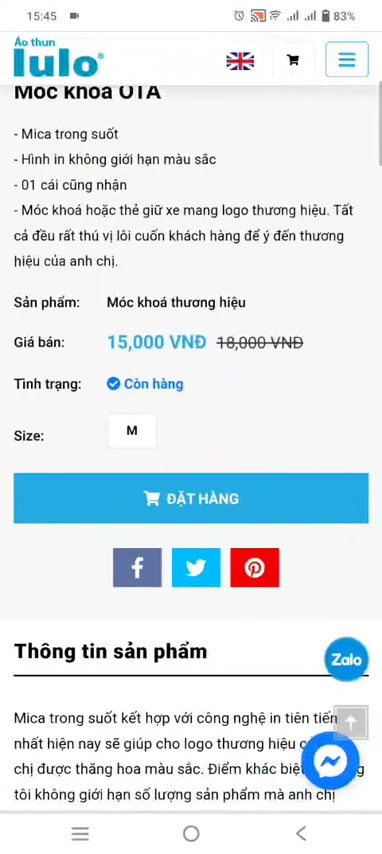 15:45
83%
Áo thun
lulo®
Móc khoá OTA
- Mica trong suốt
- Hình in không giới hạn màu sắc
- 01 cái cũng nhận
- Móc khoá hoặc thẻ giữ xe mang logo thương hiệu. Tất
cả đều rất thú vị lôi cuốn khách hàng để ý đến thương
hiệu của anh chị.
Sản phẩm: Móc khoá thương hiệu
Giá bán: 15,000 VNĐ 18,000 VNĐ
Tình trạng: Còn hàng
Size: M
ĐẶT HÀNG
Thông tin sản phẩm
Zalo
Mica trong suốt kết hợp với công nghệ in tiên tiến
nhất hiện nay sẽ giúp cho logo thương hiệu
chị được thăng hoa màu sắc. Điểm khác biệt
tôi không giới hạn số lượng sản phẩm mà anh chị